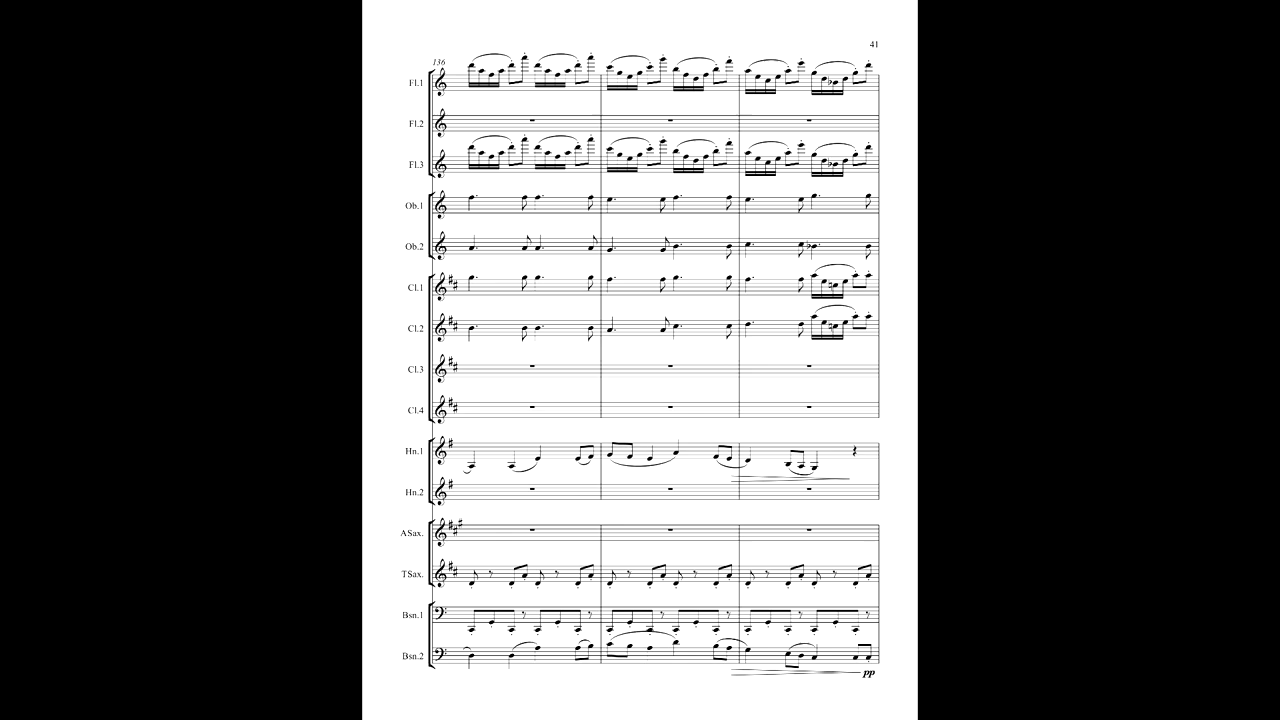 41
136
Fl.1
Fl.2
Fl.3
Ob.1
Ob.2
Cl.1
Cl.2
Cl.3
Cl.4
Hn.1
Hn.2
ASax.
TSax.
Bsn.1
Bsn.2
pp